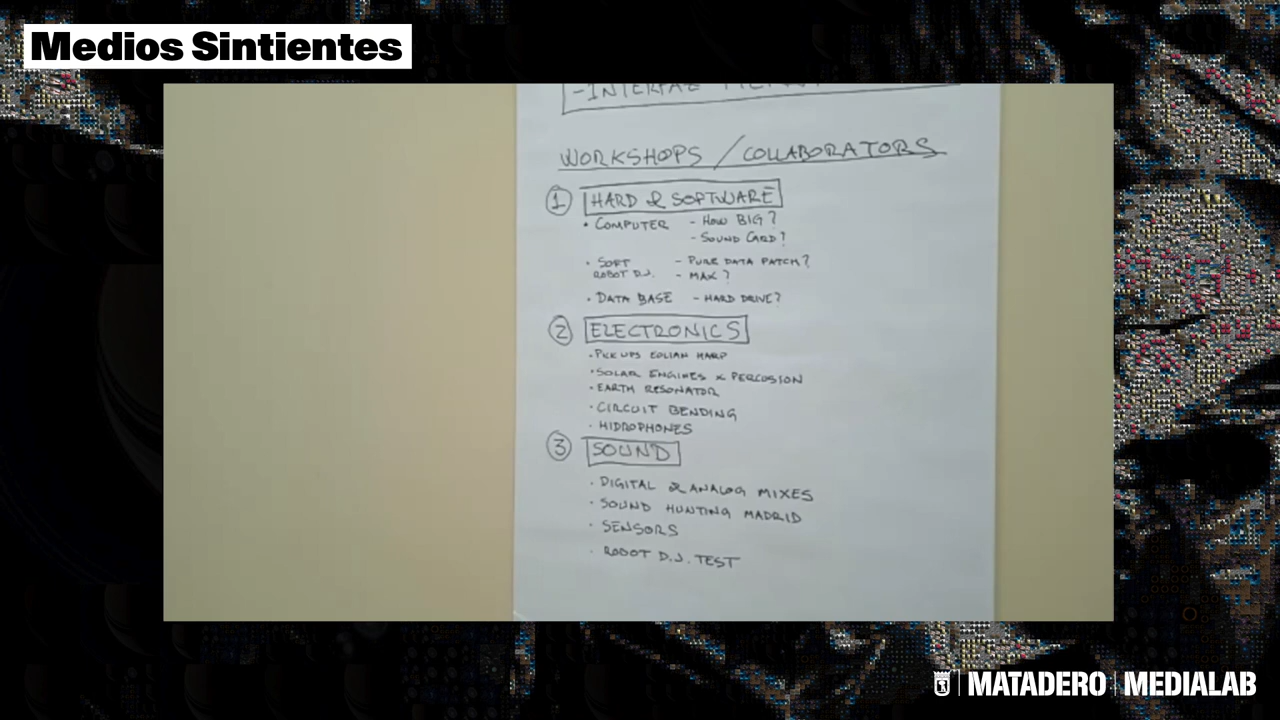 Medios Sintientes
WORKSHOPS / COLLABORATORS
1 HARD & SOFTWARE
• COMPUTER - HOW BIG?
- SOUND CARD?
• SOFT - PURE DATA PATCH?
ROBOT D.J. - MAX?
• DATA BASE - HARD DRIVE?
2 ELECTRONICS
• PICK UPS EOLIAN HARP
• SOLAR ENGINES x PERCUSION
• EARTH RESONATOR
• CIRCUIT BENDING
• HIDROPHONES
3 SOUND
• DIGITAL & ANALOG MIXES
• SOUND HUNTING MADRID
• SENSORS
• ROBOT D.J. TEST
MATADERO | MEDIALAB